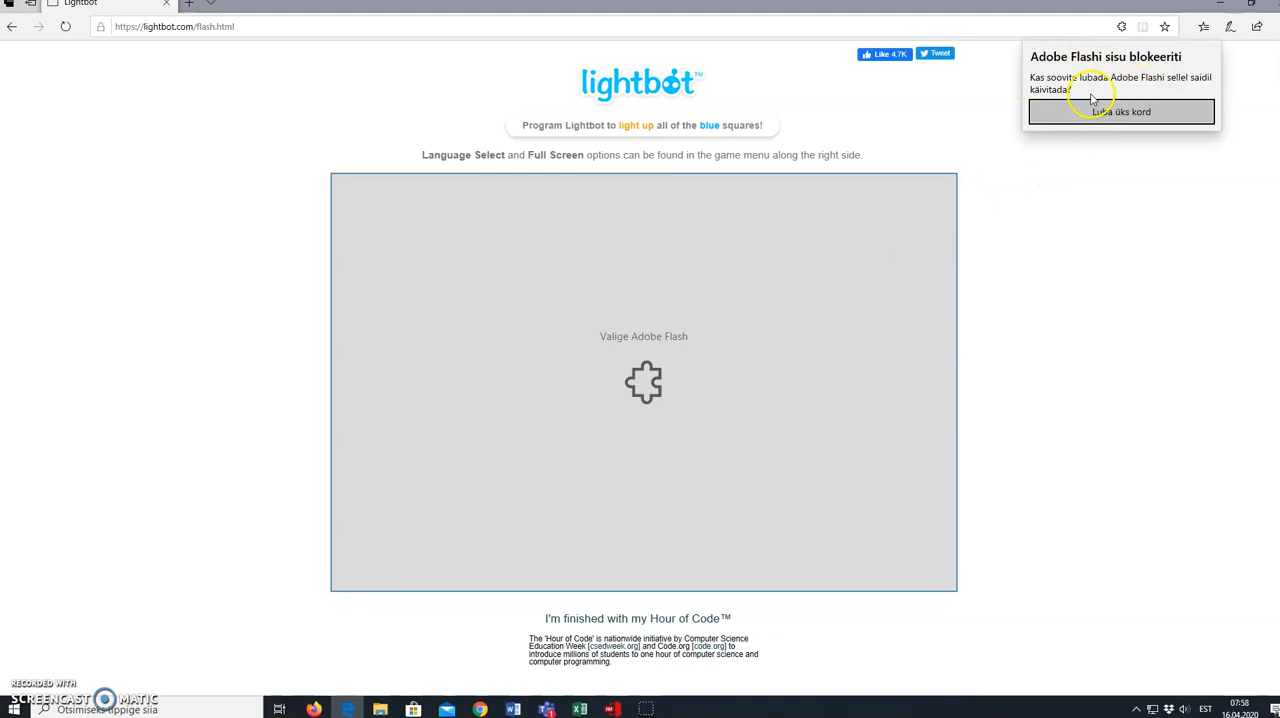 Lightbot
https://lightbot.com/flash.html
Like 4.7K
Tweet
Adobe Flashi sisu blokeeriti
Kas soovite lubada Adobe Flashi sellel saidil
käivitada?
Luba üks kord
lightbot™
Program Lightbot to light up all of the blue squares!
Language Select and Full Screen options can be found in the game menu along the right side.
Valige Adobe Flash
I'm finished with my Hour of Code™
The 'Hour of Code' is nationwide initiative by Computer Science
Education Week [csedweek.org] and Code.org [code.org] to
introduce millions of students to one hour of computer science and
computer programming.
RECORDED WITH
SCREENCAST MATIC
Otsimiseks tippige siia
EST
07:58
16.04.2020